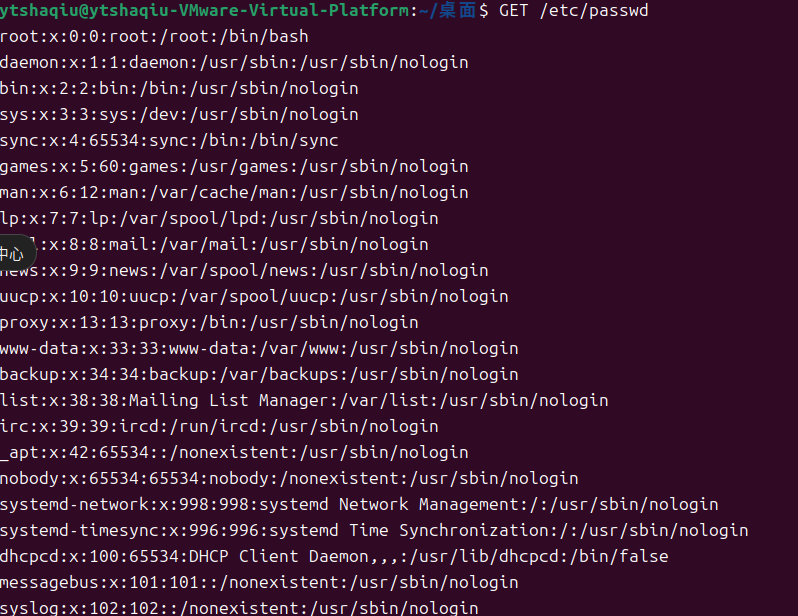 ytshaqiu@ytshaqiu-VMware-Virtual-Platform:~/桌面$ GET /etc/passwd
root:x:0:0:root:/root:/bin/bash
daemon:x:1:1:daemon:/usr/sbin:/usr/sbin/nologin
bin:x:2:2:bin:/bin:/usr/sbin/nologin
sys:x:3:3:sys:/dev:/usr/sbin/nologin
sync:x:4:65534:sync:/bin:/bin/sync
games:x:5:60:games:/usr/games:/usr/sbin/nologin
man:x:6:12:man:/var/cache/man:/usr/sbin/nologin
lp:x:7:7:lp:/var/spool/lpd:/usr/sbin/nologin
:x:8:8:mail:/var/mail:/usr/sbin/nologin
中心
news:x:9:9:news:/var/spool/news:/usr/sbin/nologin
uucp:x:10:10:uucp:/var/spool/uucp:/usr/sbin/nologin
proxy:x:13:13:proxy:/bin:/usr/sbin/nologin
www-data:x:33:33:www-data:/var/www:/usr/sbin/nologin
backup:x:34:34:backup:/var/backups:/usr/sbin/nologin
list:x:38:38:Mailing List Manager:/var/list:/usr/sbin/nologin
irc:x:39:39:ircd:/run/ircd:/usr/sbin/nologin
_apt:x:42:65534::/nonexistent:/usr/sbin/nologin
nobody:x:65534:65534:nobody:/nonexistent:/usr/sbin/nologin
systemd-network:x:998:998:systemd Network Management:/:/usr/sbin/nologin
systemd-timesync:x:996:996:systemd Time Synchronization:/:/usr/sbin/nologin
dhcpcd:x:100:65534:DHCP Client Daemon,,,:/usr/lib/dhcpcd:/bin/false
messagebus:x:101:101::/nonexistent:/usr/sbin/nologin
syslog:x:102:102::/nonexistent:/usr/sbin/nologin